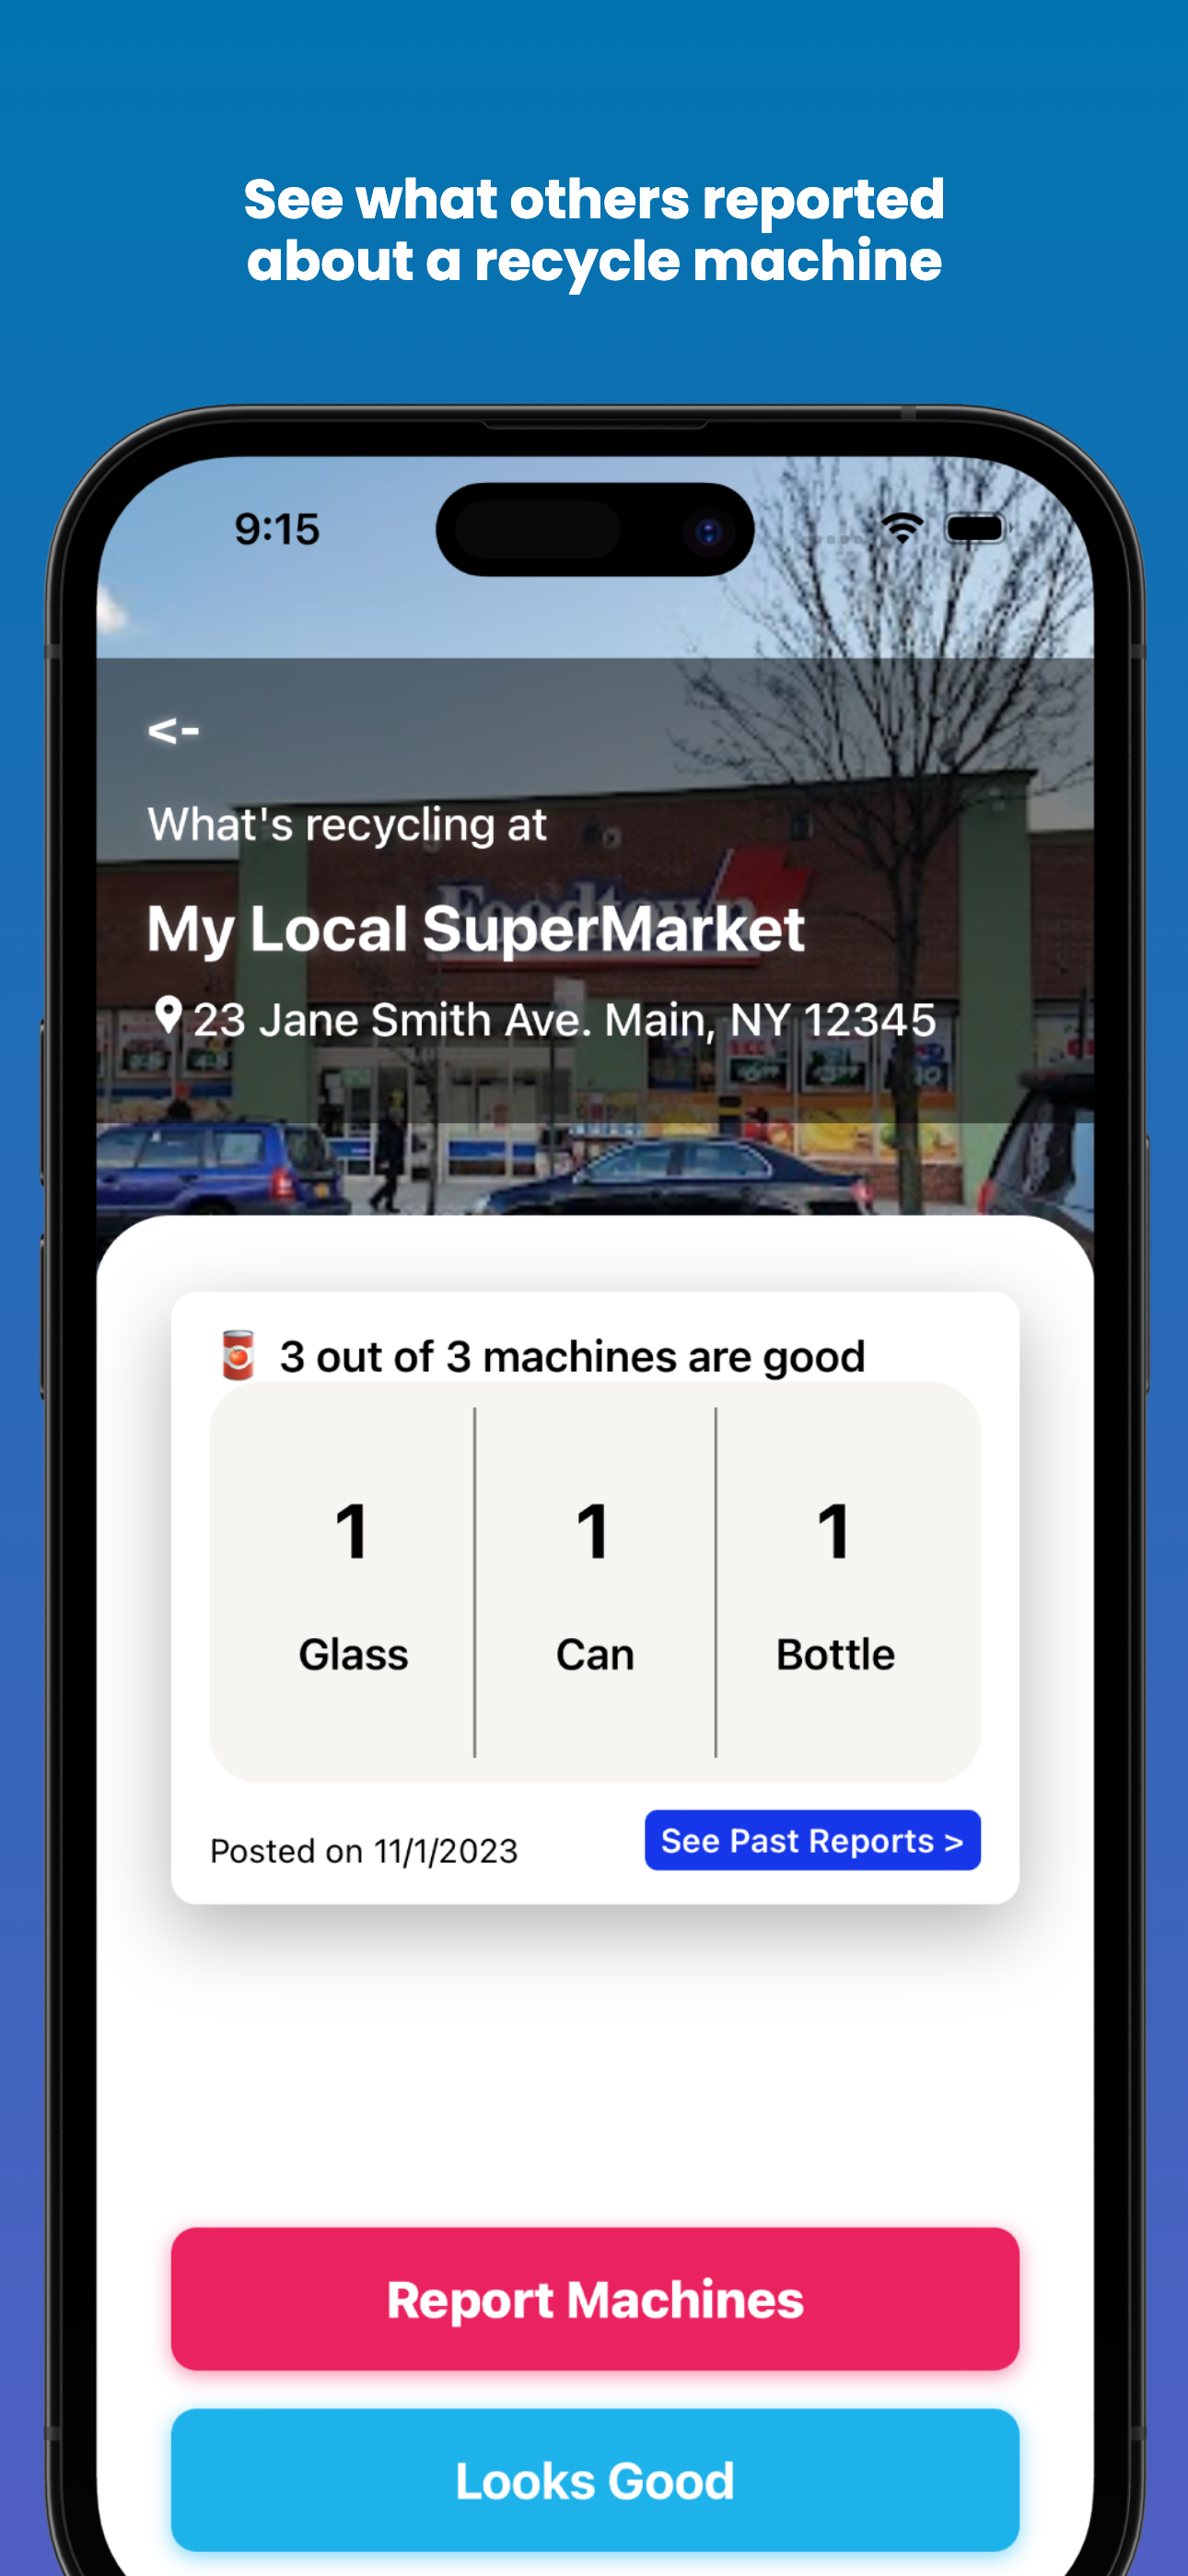 See what others reported
about a recycle machine
9:15
<-
What's recycling at
Foodtown
My Local SuperMarket
23 Jane Smith Ave. Main, NY 12345
3 out of 3 machines are good
1
Glass
1
Can
1
Bottle
Posted on 11/1/2023
See Past Reports >
Report Machines
Looks Good